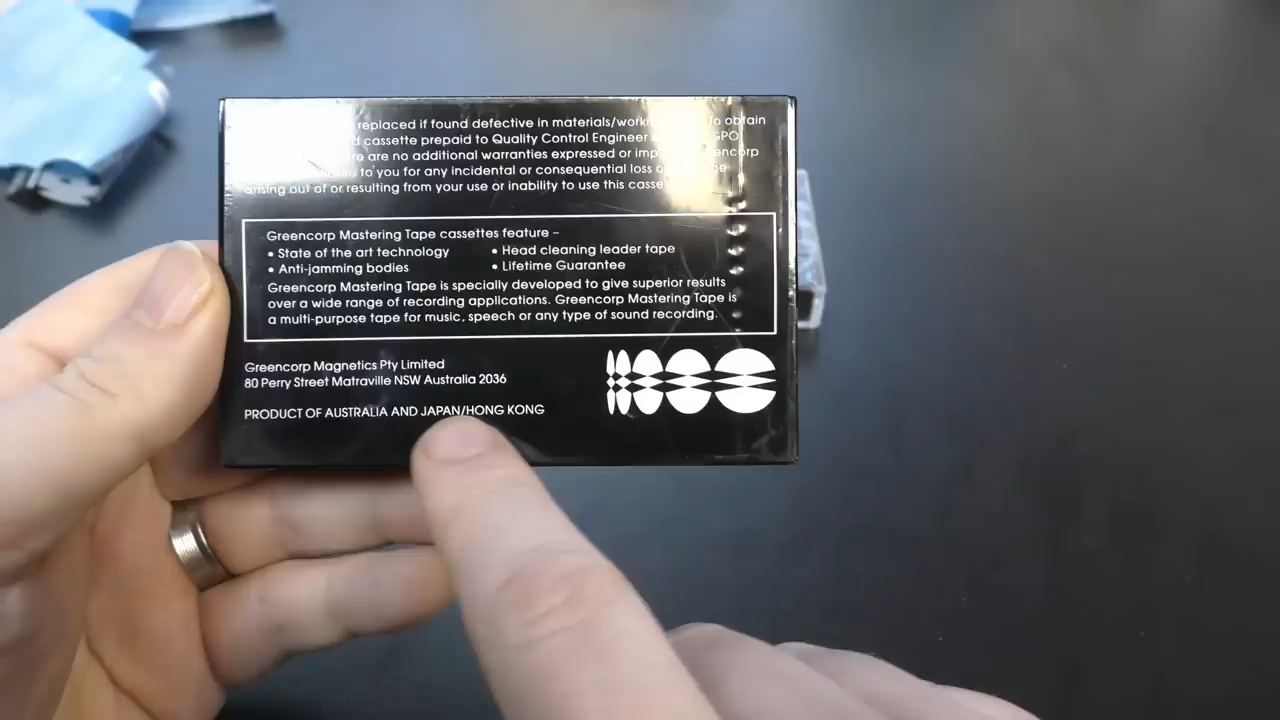 replaced if found defective in materials/work To obtain
cassette prepaid to Quality Control Engineer GPO
are no additional warranties expressed or
to you for any incidental or consequential loss
arising out of or resulting from your use or inability to use this
Greencorp Mastering Tape cassettes feature –
• State of the art technology • Head cleaning leader tape
• Anti-jamming bodies • Lifetime Guarantee
Greencorp Mastering Tape is specially developed to give superior results
over a wide range of recording applications. Greencorp Mastering Tape is
a multi-purpose tape for music, speech or any type of sound recording.
Greencorp Magnetics Pty Limited
80 Perry Street Matraville NSW Australia 2036
PRODUCT OF AUSTRALIA AND JAPAN/HONG KONG